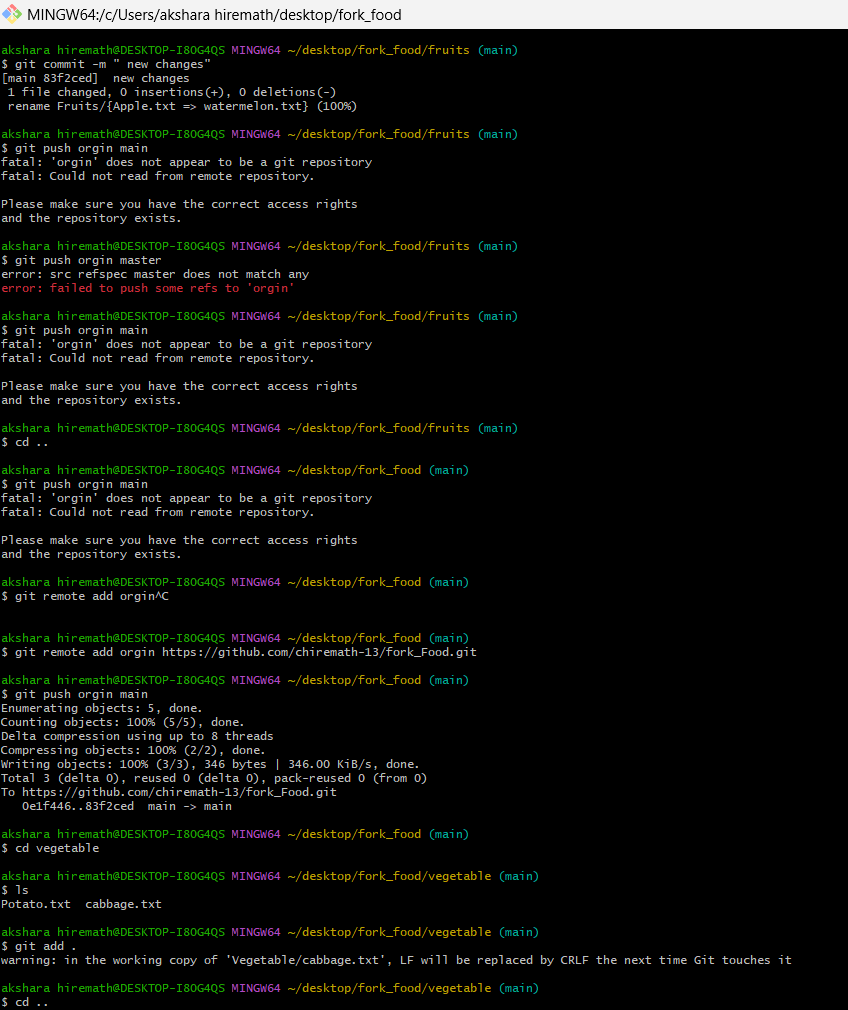 MINGW64:/c/Users/akshara hiremath/desktop/fork_food
akshara hiremath@DESKTOP-I8OG4QS MINGW64 ~/desktop/fork_food/fruits (main)
$ git commit -m " new changes"
[main 83f2ced]  new changes
 1 file changed, 0 insertions(+), 0 deletions(-)
 rename Fruits/{Apple.txt => watermelon.txt} (100%)
akshara hiremath@DESKTOP-I8OG4QS MINGW64 ~/desktop/fork_food/fruits (main)
$ git push orgin main
fatal: 'orgin' does not appear to be a git repository
fatal: Could not read from remote repository.
Please make sure you have the correct access rights
and the repository exists.
akshara hiremath@DESKTOP-I8OG4QS MINGW64 ~/desktop/fork_food/fruits (main)
$ git push orgin master
error: src refspec master does not match any
error: failed to push some refs to 'orgin'
akshara hiremath@DESKTOP-I8OG4QS MINGW64 ~/desktop/fork_food/fruits (main)
$ git push orgin main
fatal: 'orgin' does not appear to be a git repository
fatal: Could not read from remote repository.
Please make sure you have the correct access rights
and the repository exists.
akshara hiremath@DESKTOP-I8OG4QS MINGW64 ~/desktop/fork_food/fruits (main)
$ cd ..
akshara hiremath@DESKTOP-I8OG4QS MINGW64 ~/desktop/fork_food (main)
$ git push orgin main
fatal: 'orgin' does not appear to be a git repository
fatal: Could not read from remote repository.
Please make sure you have the correct access rights
and the repository exists.
akshara hiremath@DESKTOP-I8OG4QS MINGW64 ~/desktop/fork_food (main)
$ git remote add orgin^C
akshara hiremath@DESKTOP-I8OG4QS MINGW64 ~/desktop/fork_food (main)
$ git remote add orgin https://github.com/chiremath-13/fork_Food.git
akshara hiremath@DESKTOP-I8OG4QS MINGW64 ~/desktop/fork_food (main)
$ git push orgin main
Enumerating objects: 5, done.
Counting objects: 100% (5/5), done.
Delta compression using up to 8 threads
Compressing objects: 100% (2/2), done.
Writing objects: 100% (3/3), 346 bytes | 346.00 KiB/s, done.
Total 3 (delta 0), reused 0 (delta 0), pack-reused 0 (from 0)
To https://github.com/chiremath-13/fork_Food.git
   0e1f446..83f2ced  main -> main
akshara hiremath@DESKTOP-I8OG4QS MINGW64 ~/desktop/fork_food (main)
$ cd vegetable
akshara hiremath@DESKTOP-I8OG4QS MINGW64 ~/desktop/fork_food/vegetable (main)
$ ls
Potato.txt  cabbage.txt
akshara hiremath@DESKTOP-I8OG4QS MINGW64 ~/desktop/fork_food/vegetable (main)
$ git add .
warning: in the working copy of 'Vegetable/cabbage.txt', LF will be replaced by CRLF the next time Git touches it
akshara hiremath@DESKTOP-I8OG4QS MINGW64 ~/desktop/fork_food/vegetable (main)
$ cd ..